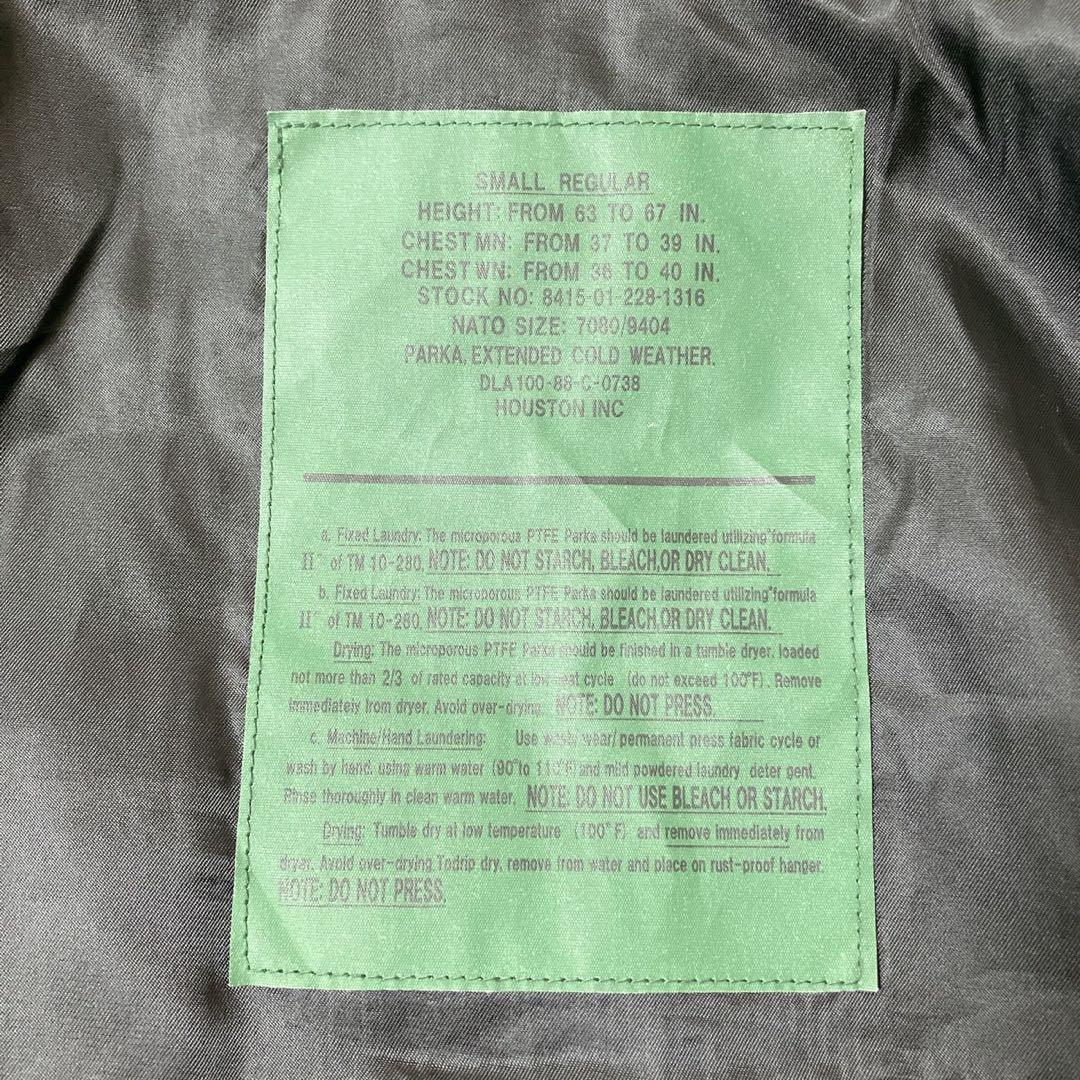 SMALL REGULAR
HEIGHT: FROM 63 TO 67 IN.
CHEST MN: FROM 37 TO 39 IN.
CHEST WN: FROM 38 TO 40 IN.
STOCK NO: 8415-01-228-1316
NATO SIZE: 7080/9404
PARKA, EXTENDED COLD WEATHER.
DLA100-88-C-0738
HOUSTON INC
a. Fixed Laundry: The microporous PTFE Parka should be laundered utilizing"formula
II" of TM 10-280. NOTE: DO NOT STARCH, BLEACH,OR DRY CLEAN.
b. Fixed Laundry: The microporous PTFE Parka should be laundered utilizing"formula
II" of TM 10-280. NOTE: DO NOT STARCH, BLEACH,OR DRY CLEAN.
Drying: The microporous PTFE Parka should be finished in a tumble dryer, loaded
not more than 2/3 of rated capacity at low heat cycle (do not exceed 100°F). Remove
immediately from dryer. Avoid over-drying. NOTE: DO NOT PRESS.
c. Machine/Hand Laundering: Use wash/wear/permanent press fabric cycle or
wash by hand, using warm water (90°to 110°F)and mild powdered laundry deter gent.
Rinse thoroughly in clean warm water. NOTE: DO NOT USE BLEACH OR STARCH.
Drying: Tumble dry at low temperature (100°F) and remove immediately from
dryer. Avoid over-drying.Todrip dry, remove from water and place on rust-proof hanger.
NOTE: DO NOT PRESS.